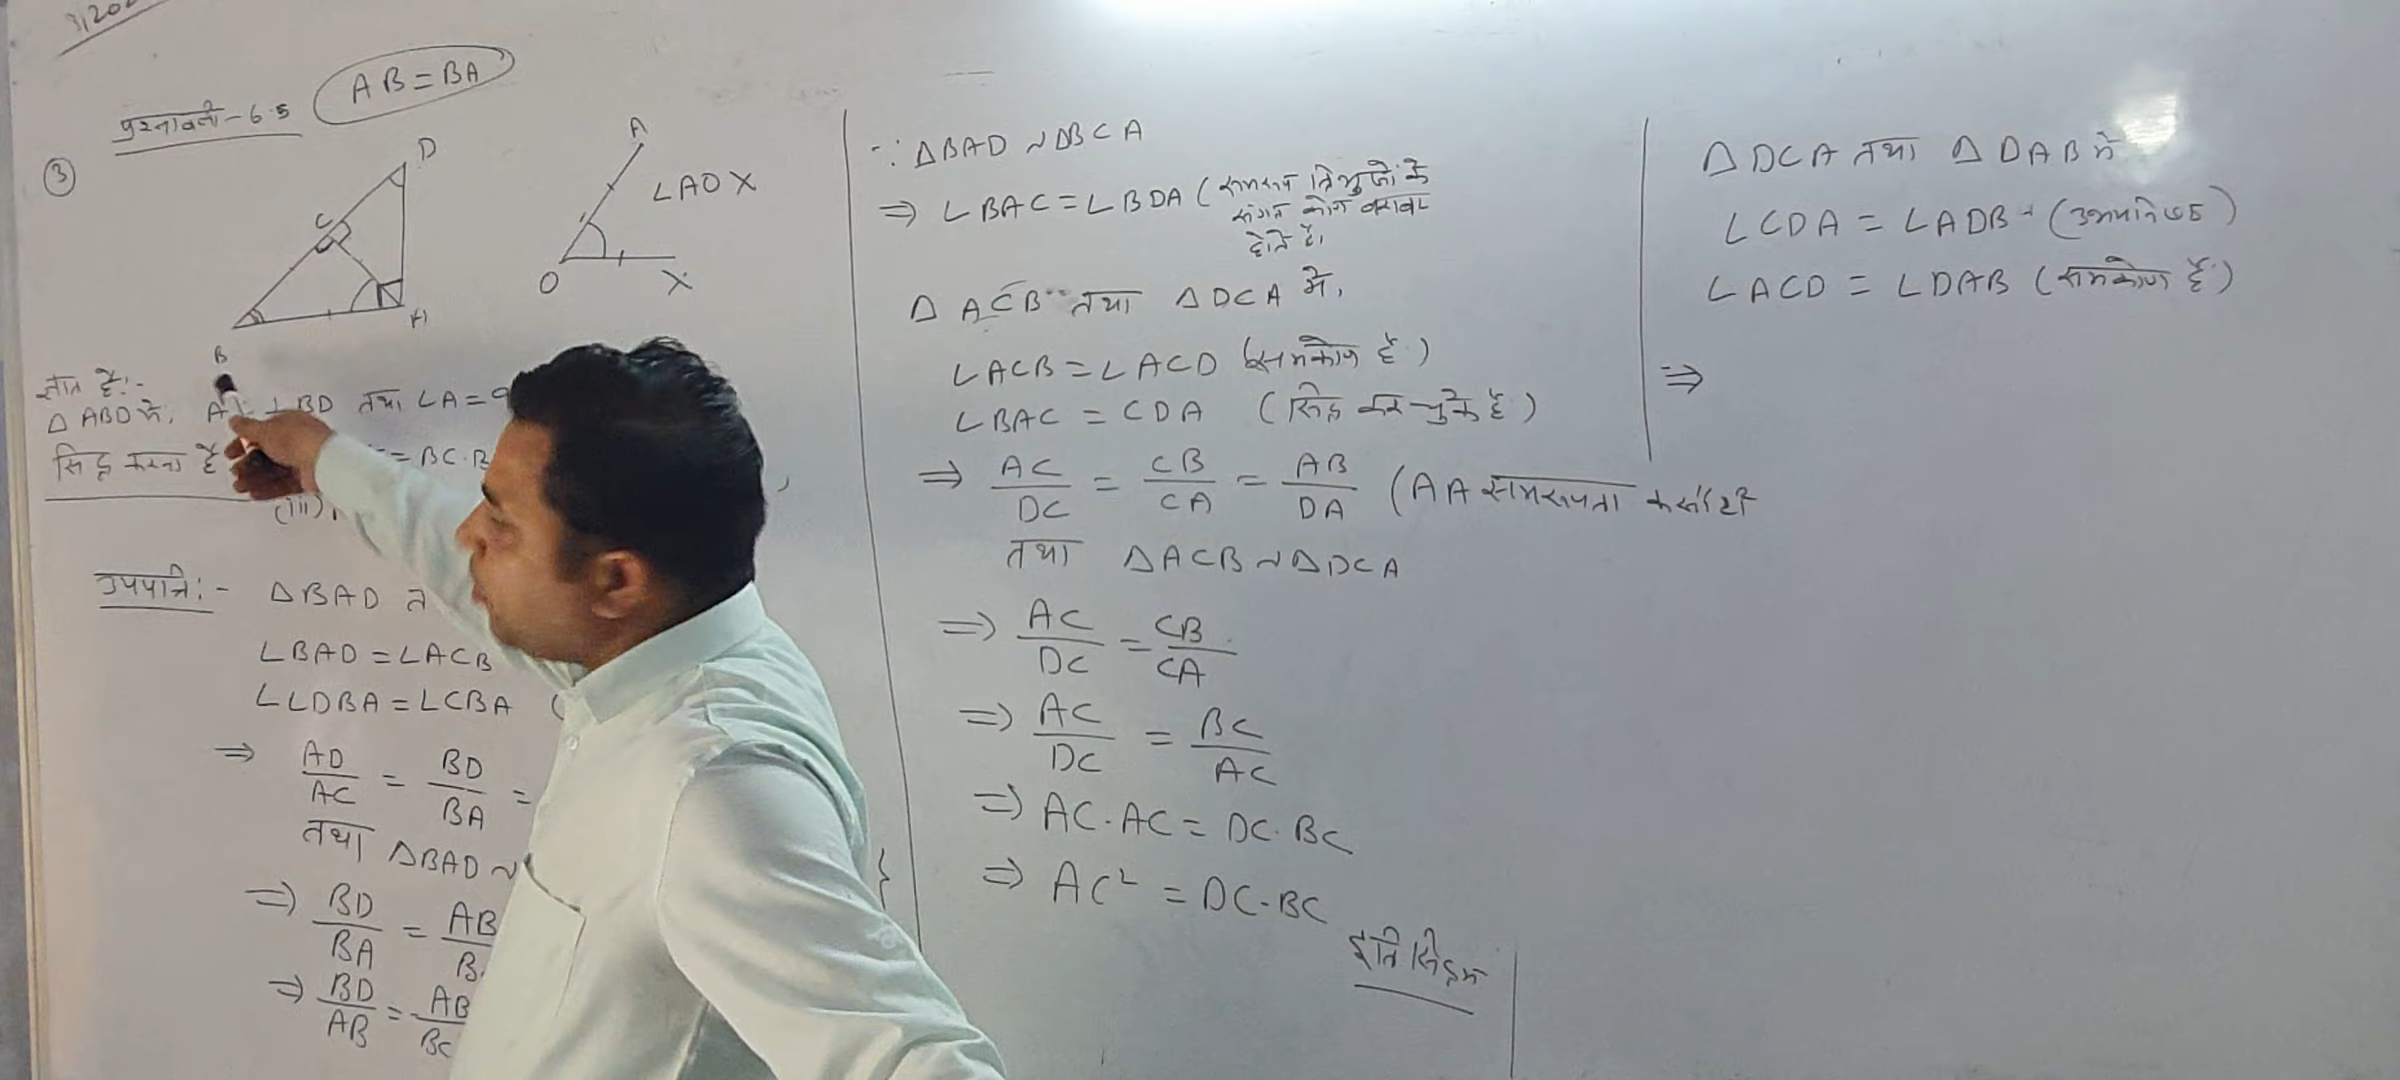 प्रश्नावली - 6.5
AB = BA
3
D
C
A
B
A
O
X
∠AOX
ज्ञात है:-
△ABD में, A ⊥ BD तथा ∠A = 9
सिद्ध करना है = BC.B
(iii)
उपपत्ति:- △BAD त
∠BAD = ∠ACB
∠∠DBA = ∠CBA (
⇒ AD/AC = BD/BA =
तथा △BAD ~
⇒ BD/BA = AB/B
⇒ BD/AB = AB/BC
∵ △BAD ~ △BCA
⇒ ∠BAC = ∠BDA (समरूप त्रिभुजों के
संगत कोण बराबर
होते हैं।
△ACB तथा △DCA में,
∠ACB = ∠ACD (समकोण हैं)
∠BAC = CDA (सिद्ध कर चुके हैं)
⇒ AC/DC = CB/CA = AB/DA (AA समरूपता कसौटी
तथा △ACB ~ △DCA
⇒ AC/DC = CB/CA
⇒ AC/DC = BC/AC
⇒ AC.AC = DC.BC
⇒ AC² = DC.BC
इति सिद्धम
△DCA तथा △DAB में
∠CDA = ∠ADB - (उभयनिष्ठ)
∠ACD = ∠DAB (समकोण हैं)
⇒